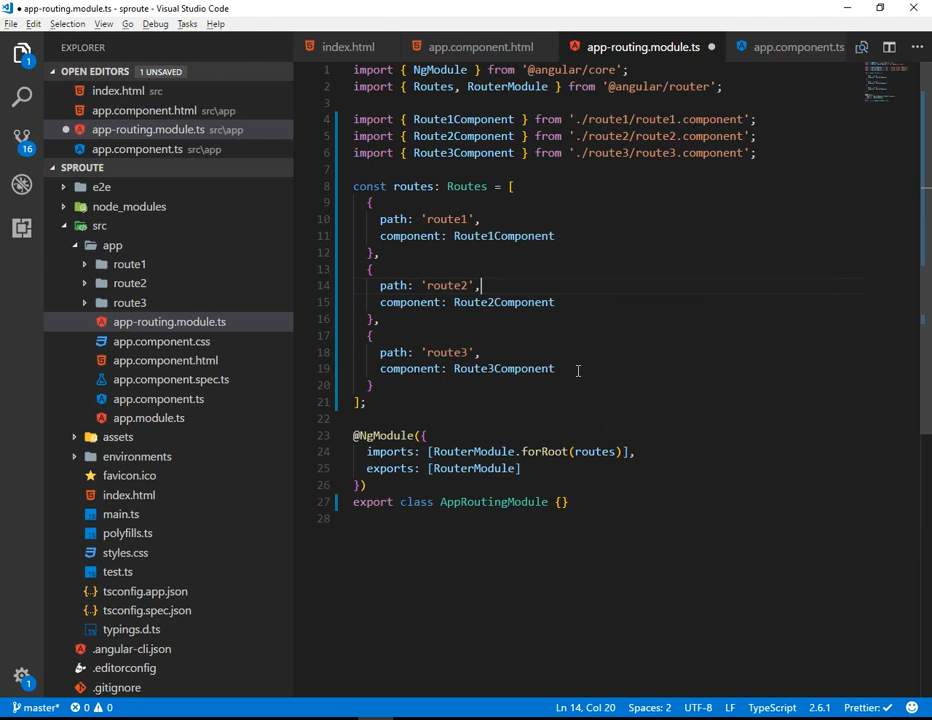 app-routing.module.ts - sproute - Visual Studio Code
File Edit Selection View Go Debug Tasks Help
EXPLORER
OPEN EDITORS 1 UNSAVED
index.html src
app.component.html src\app
app-routing.module.ts src\app
app.component.ts src\app
SPROUTE
e2e
node_modules
src
app
route1
route2
route3
app-routing.module.ts
app.component.css
app.component.html
app.component.spec.ts
app.component.ts
app.module.ts
assets
environments
favicon.ico
index.html
main.ts
polyfills.ts
styles.css
test.ts
tsconfig.app.json
tsconfig.spec.json
typings.d.ts
.angular-cli.json
.editorconfig
.gitignore
1
16
1
index.html app.component.html app-routing.module.ts app.component.ts
1 import { NgModule } from '@angular/core';
2 import { Routes, RouterModule } from '@angular/router';
3
4 import { Route1Component } from './route1/route1.component';
5 import { Route2Component } from './route2/route2.component';
6 import { Route3Component } from './route3/route3.component';
7
8 const routes: Routes = [
9 {
10 path: 'route1',
11 component: Route1Component
12 },
13 {
14 path: 'route2',
15 component: Route2Component
16 },
17 {
18 path: 'route3',
19 component: Route3Component
20 }
21 ];
22
23 @NgModule({
24 imports: [RouterModule.forRoot(routes)],
25 exports: [RouterModule]
26 })
27 export class AppRoutingModule {}
28
master* 0 0 Ln 14, Col 20 Spaces: 2 UTF-8 LF TypeScript 2.6.1 Prettier: ✓